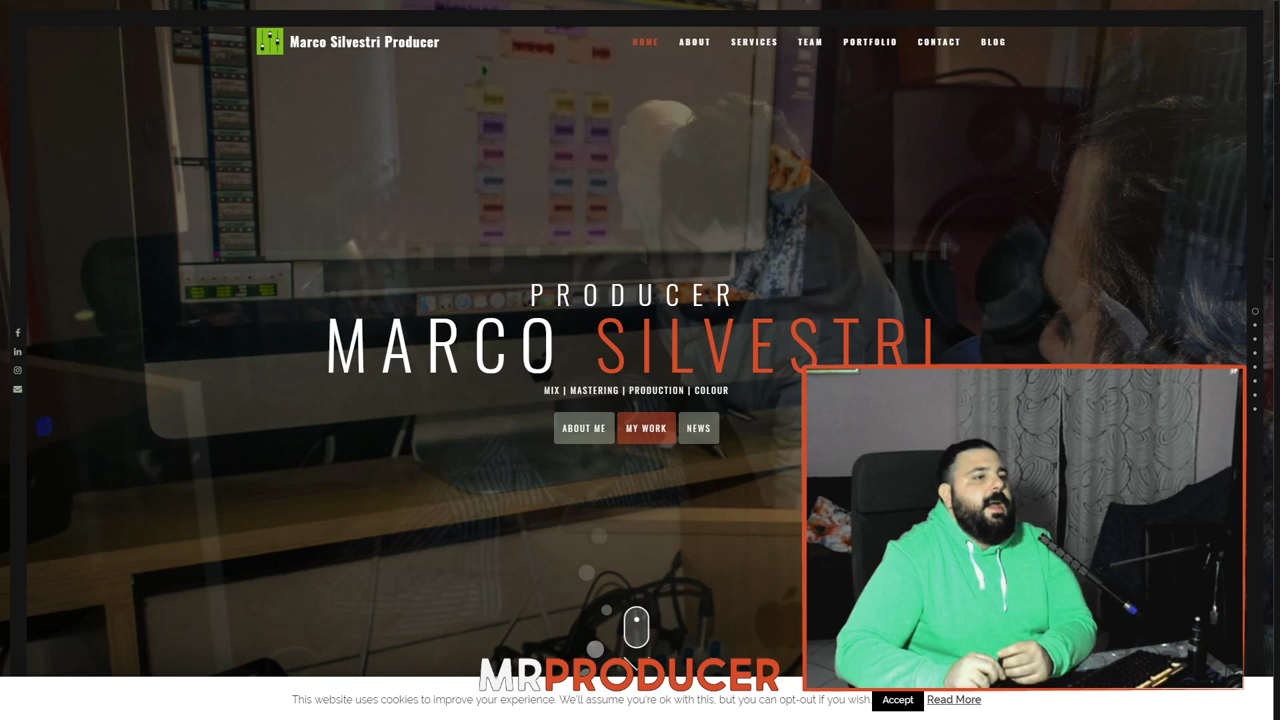 Marco Silvestri Producer
HOME ABOUT SERVICES TEAM PORTFOLIO CONTACT BLOG
PRODUCER
MARCO SILVESTRI
MIX | MASTERING | PRODUCTION | COLOUR
ABOUT ME MY WORK NEWS
MRPRODUCER
This website uses cookies to improve your experience. We'll assume you're ok with this, but you can opt-out if you wish. Accept Read More